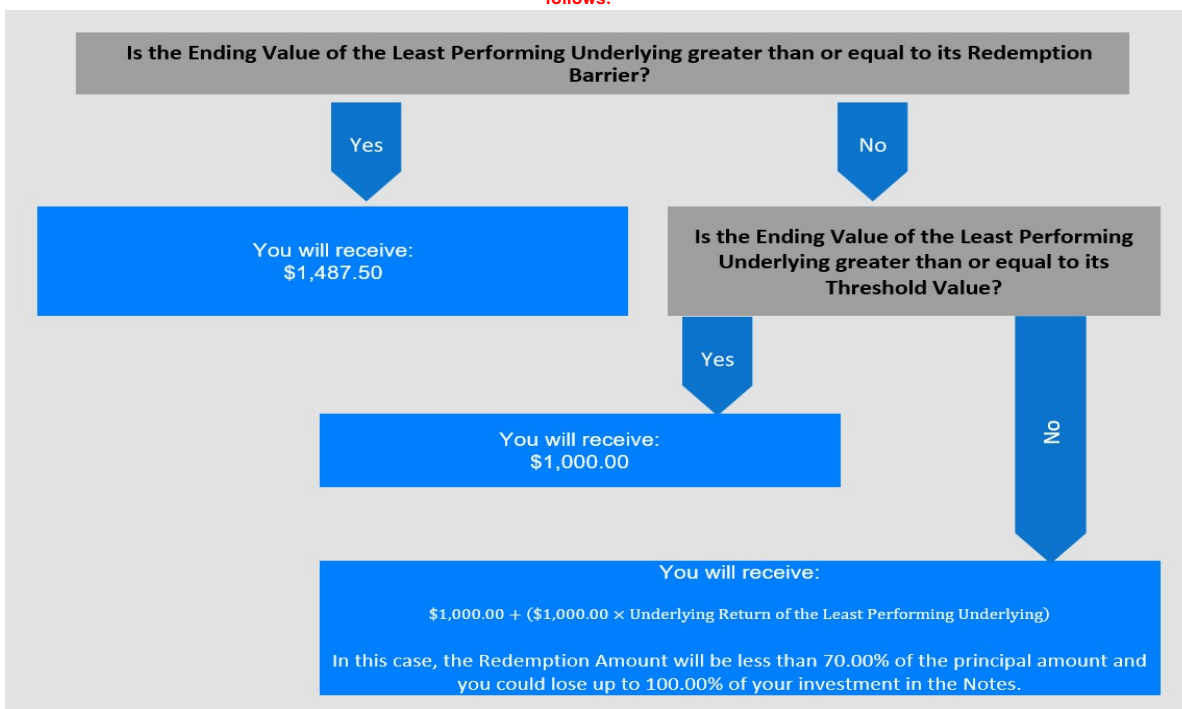 follows:
Is the Ending Value of the Least Performing Underlying greater than or equal to its Redemption
Barrier?
Yes
No
You will receive:
$1,487.50
Is the Ending Value of the Least Performing
Underlying greater than or equal to its
Threshold Value?
Yes
No
You will receive:
$1,000.00
You will receive:
$1,000.00 + ($1,000.00 × Underlying Return of the Least Performing Underlying)
In this case, the Redemption Amount will be less than 70.00% of the principal amount and
you could lose up to 100.00% of your investment in the Notes.